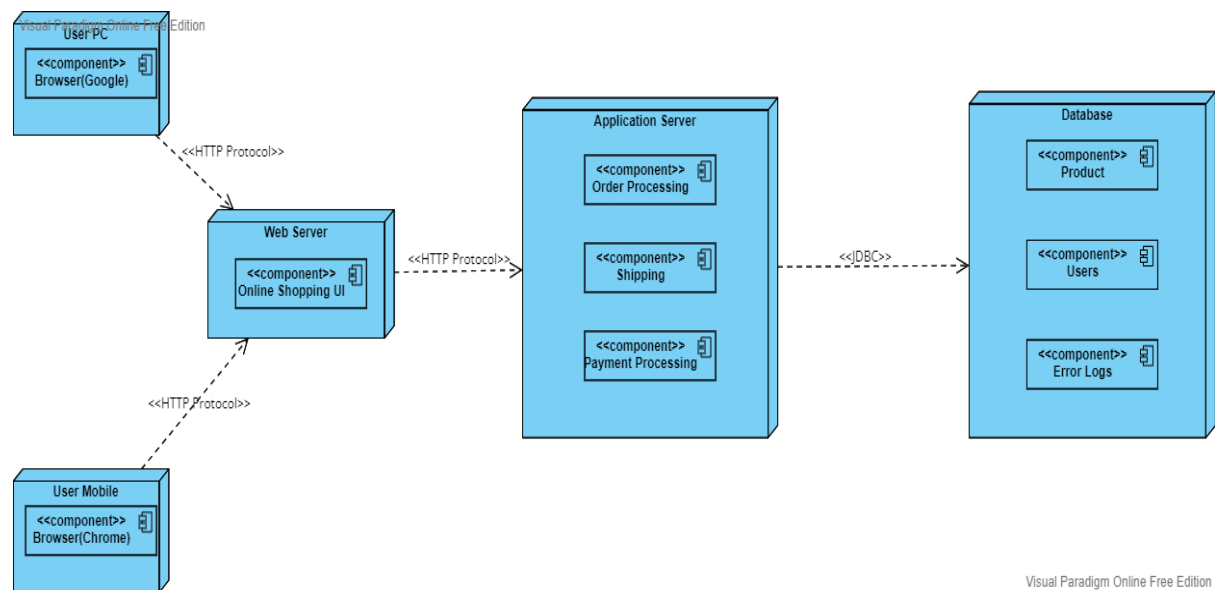 Visual Paradigm Online Free Edition
User PC
<<component>>
Browser(Google)
<<HTTP Protocol>>
Web Server
<<component>>
Online Shopping UI
<<HTTP Protocol>>
User Mobile
<<component>>
Browser(Chrome)
<<HTTP Protocol>>
Application Server
<<component>>
Order Processing
<<component>>
Shipping
<<component>>
Payment Processing
<<JDBC>>
Database
<<component>>
Product
<<component>>
Users
<<component>>
Error Logs
Visual Paradigm Online Free Edition